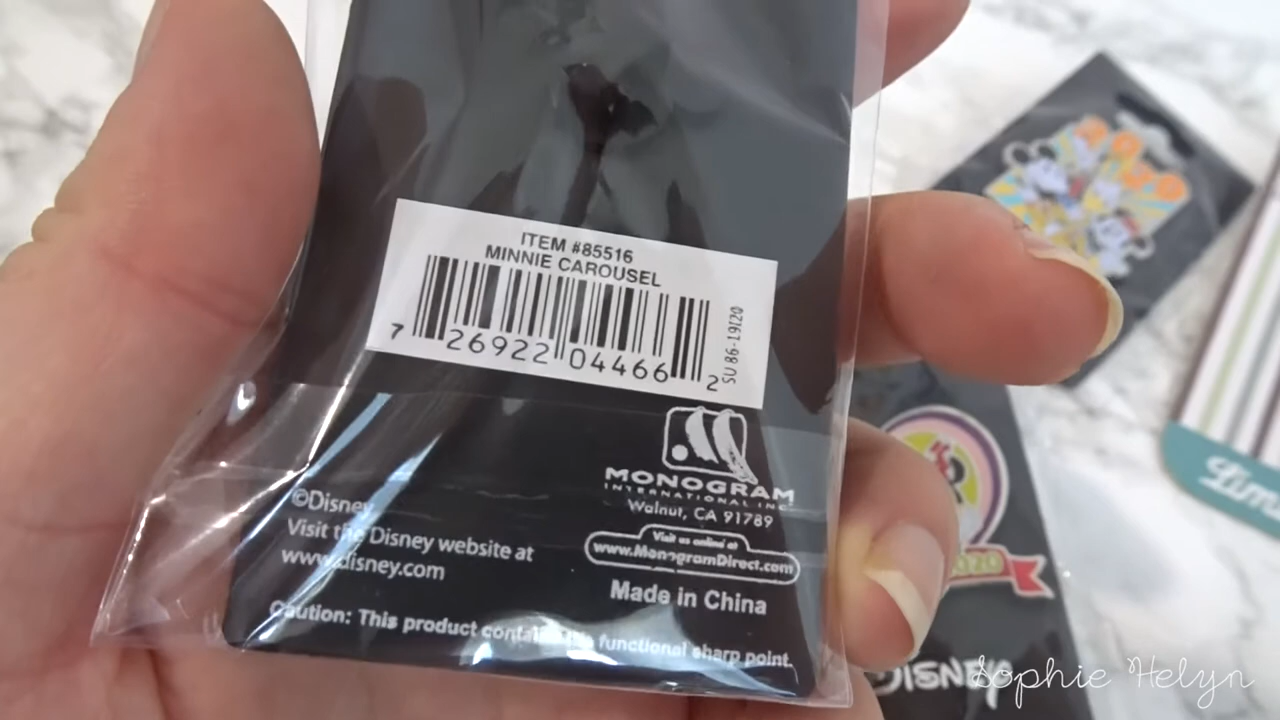 ITEM #85516
MINNIE CAROUSEL
7 26922 04466 2
SU 86-19120
MONOGRAM
INTERNATIONAL INC
Walnut, CA 91789
Visit us online at
www.MonogramDirect.com
Made in China
©Disney
Visit the Disney website at
www.disney.com
Caution: This product contains functional sharp point.
2020
2020
DISNEY
Sophie Helyn